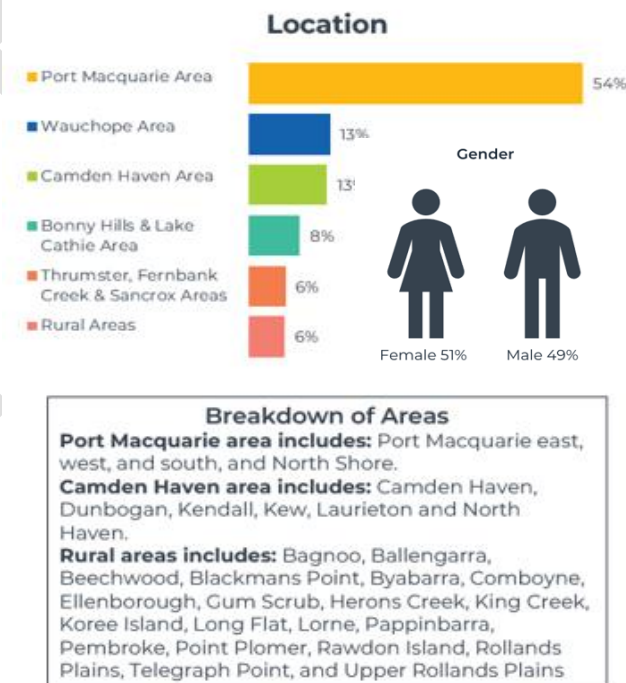 Location
Port Macquarie Area
54%
Wauchope Area
13%
Camden Haven Area
13
Bonny Hills & Lake
Cathie Area
8%
Thrumster, Fernbank
Creek & Sancrox Areas
6%
Rural Areas
6%
Gender
Female 51%
Male 49%
Breakdown of Areas
Port Macquarie area includes: Port Macquarie east,
west, and south, and North Shore.
Camden Haven area includes: Camden Haven,
Dunbogan, Kendall, Kew, Laurieton and North
Haven.
Rural areas includes: Bagnoo, Ballengarra,
Beechwood, Blackmans Point, Byabarra, Comboyne,
Ellenborough, Gum Scrub, Herons Creek, King Creek,
Koree Island, Long Flat, Lorne, Pappinbarra,
Pembroke, Point Plomer, Rawdon Island, Rollands
Plains, Telegraph Point, and Upper Rollands Plains